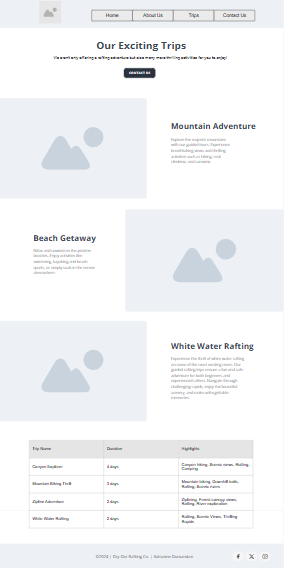 Home
About Us
Trips
Contact Us
Our Exciting Trips
We aren't only offering a rafting adventure but also many more thrilling activities for you to enjoy!
CONTACT US
Mountain Adventure
Explore the majestic mountains
with our guided tours. Experience
breathtaking views and thrilling
activities such as hiking, rock
climbing, and camping.
Beach Getaway
Relax and unwind on the pristine
beaches. Enjoy activities like
swimming, kayaking and beach
sports, or simply bask in the serene
atmosphere.
White Water Rafting
Experience the thrill of white water rafting
on some of the most exciting rivers. Our
guided rafting trips ensure a fun and safe
adventure for both beginners and
experienced rafters. Navigate through
challenging rapids, enjoy the beautiful
scenery, and make unforgettable
memories.
Trip Name
Duration
Highlights
Canyon Explorer
4 days
Canyon hiking, Scenic views, Rafting,
Camping
Mountain Biking Thrill
3 days
Mountain biking, Downhill trails,
Rafting, Scenic rivers
Zipline Adventure
2 days
Ziplining, Forest canopy views,
Rafting, River exploration
White Water Rafting
2 days
Rafting, Scenic Views, Thrilling
Rapids
©2024 | Dry Oar Rafting Co. |